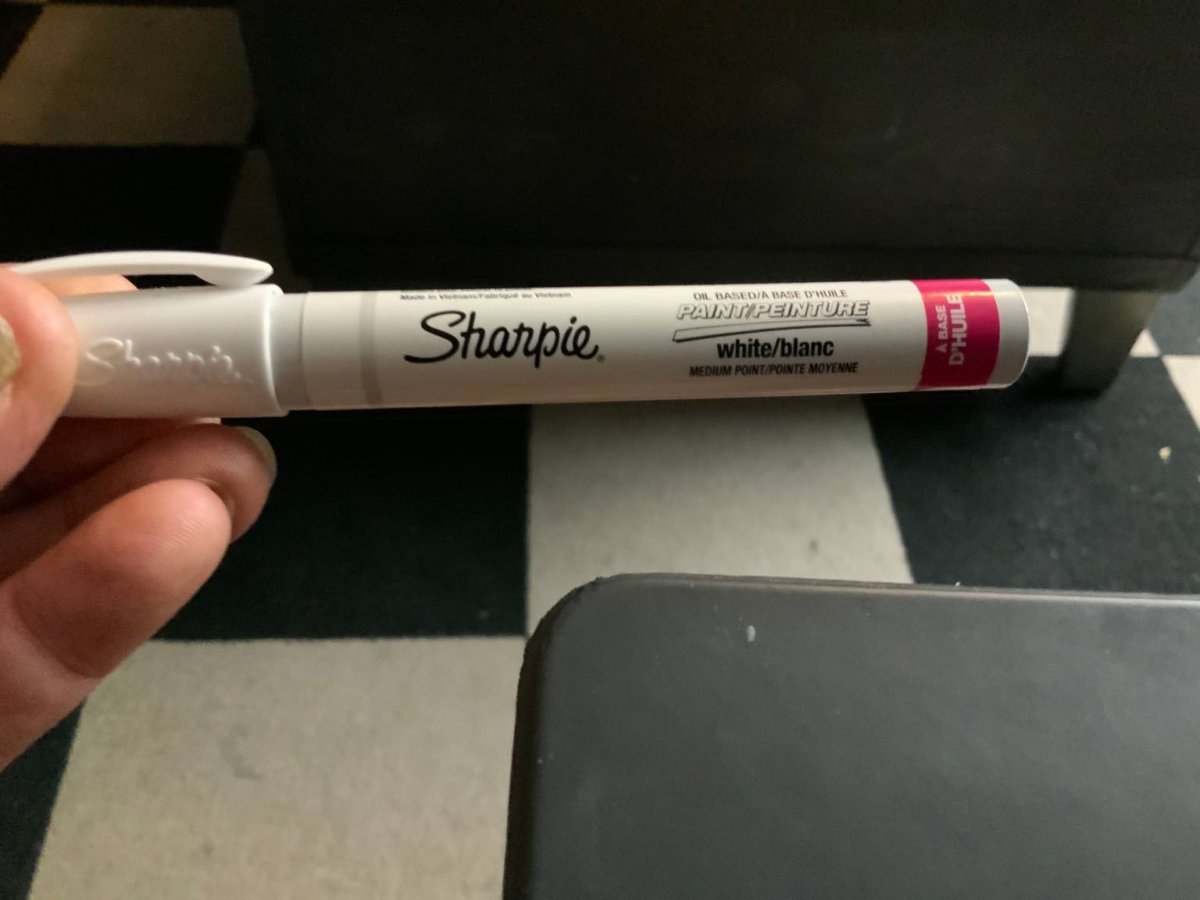 Sharpie
Made in Vietnam/Fabriqué au Vietnam
Sharpie®
OIL BASED/À BASE D'HUILE
PAINT/PEINTURE
white/blanc
MEDIUM POINT/POINTE MOYENNE
À BASE
D'HUILE